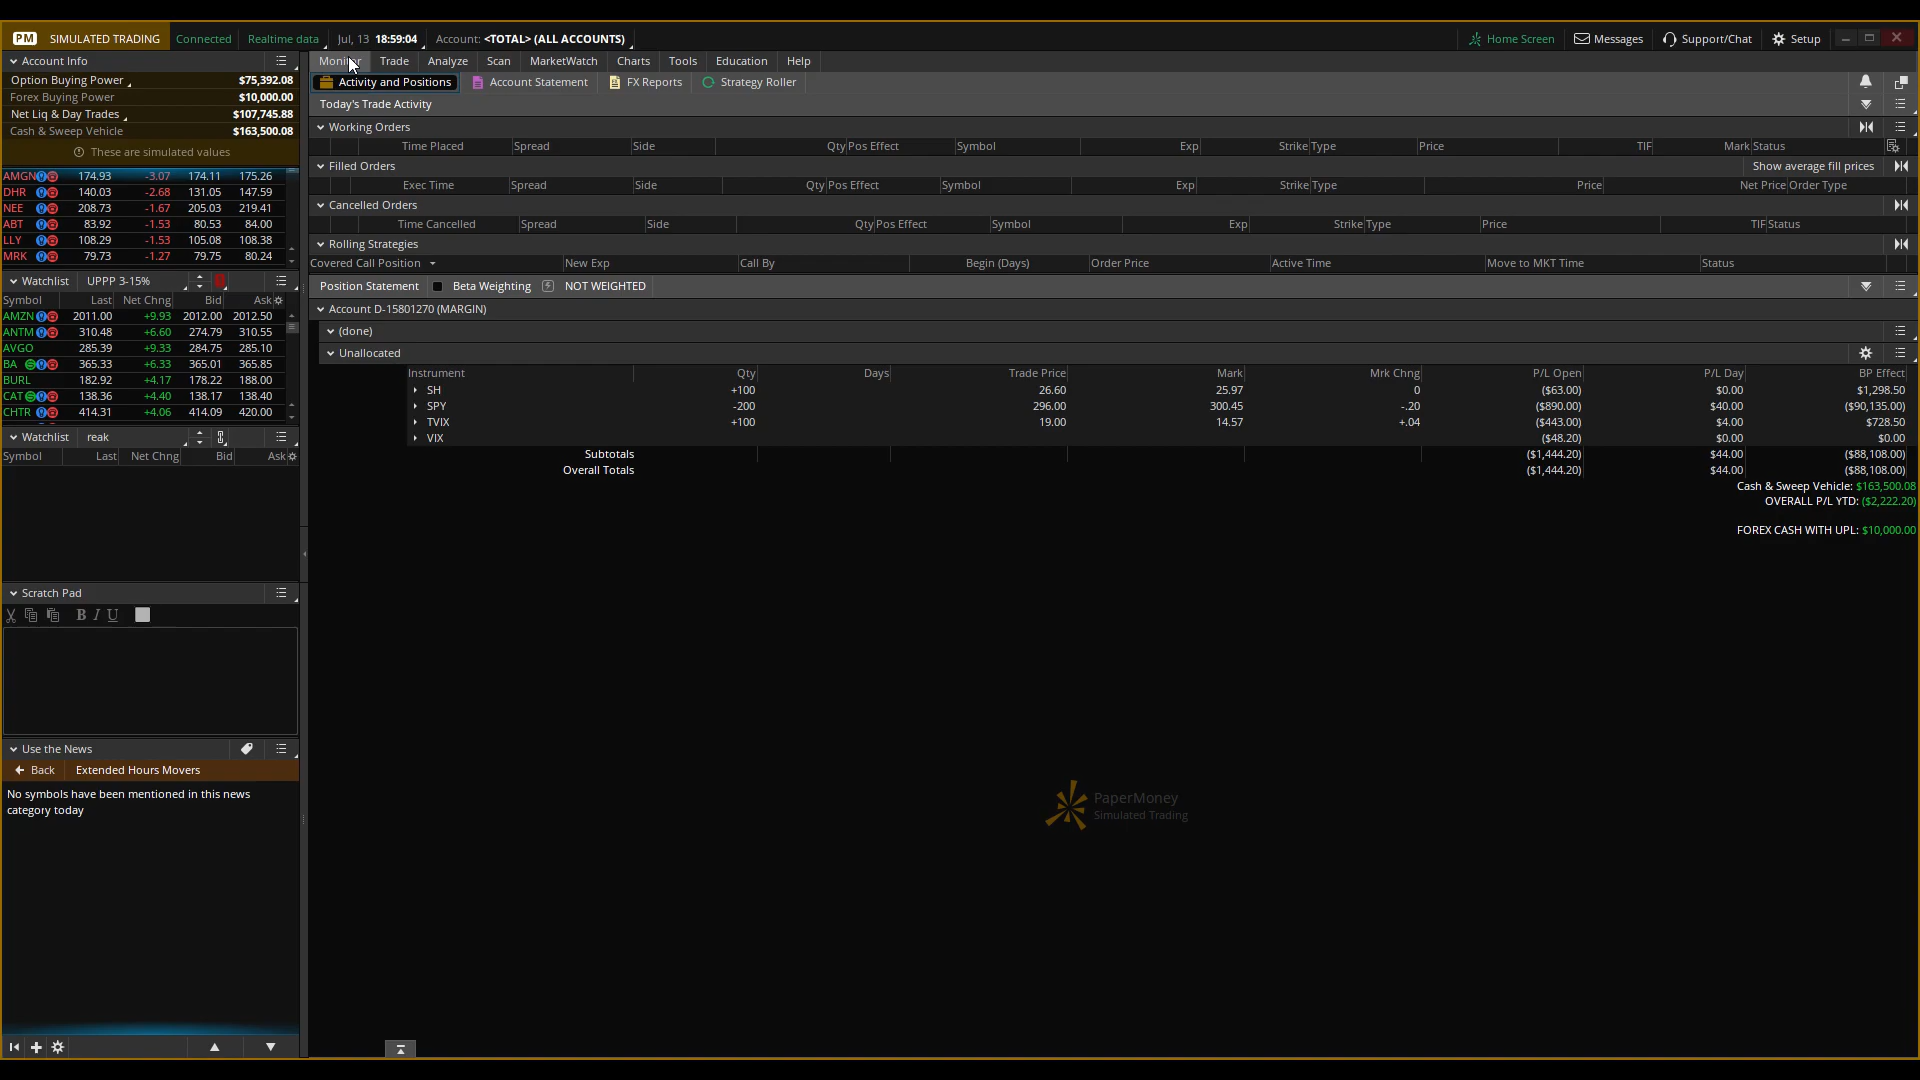 PM SIMULATED TRADING Connected Realtime data Jul, 13 18:59:04 Account: <TOTAL> (ALL ACCOUNTS) Home Screen Messages Support/Chat Setup
Account Info
Option Buying Power $75,392.08
Forex Buying Power $10,000.00
Net Liq & Day Trades $107,745.88
Cash & Sweep Vehicle $163,500.08
These are simulated values
AMGN 174.93 -3.07 174.11 175.26
DHR 140.03 -2.68 131.05 147.59
NEE 208.73 -1.67 205.03 219.41
ABT 83.92 -1.53 80.53 84.00
LLY 108.29 -1.53 105.08 108.38
MRK 79.73 -1.27 79.75 80.24
Watchlist UPPP 3-15%
Symbol Last Net Chng Bid Ask
AMZN 2011.00 +9.93 2012.00 2012.50
ANTM 310.48 +6.60 274.79 310.55
AVGO 285.39 +9.33 284.75 285.10
BA 365.33 +6.33 365.01 365.85
BURL 182.92 +4.17 178.22 188.00
CAT 138.36 +4.40 138.17 138.40
CHTR 414.31 +4.06 414.09 420.00
Watchlist reak
Symbol Last Net Chng Bid Ask
Scratch Pad
B I U
Use the News
Back Extended Hours Movers
No symbols have been mentioned in this news
category today
Monitor Trade Analyze Scan MarketWatch Charts Tools Education Help
Activity and Positions Account Statement FX Reports Strategy Roller
Today's Trade Activity
Working Orders
Time Placed Spread Side Qty Pos Effect Symbol Exp Strike Type Price TIF Mark Status
Filled Orders Show average fill prices
Exec Time Spread Side Qty Pos Effect Symbol Exp Strike Type Price Net Price Order Type
Cancelled Orders
Time Cancelled Spread Side Qty Pos Effect Symbol Exp Strike Type Price TIF Status
Rolling Strategies
Covered Call Position New Exp Call By Begin (Days) Order Price Active Time Move to MKT Time Status
Position Statement Beta Weighting NOT WEIGHTED
Account D-15801270 (MARGIN)
(done)
Unallocated
Instrument Qty Days Trade Price Mark Mrk Chng P/L Open P/L Day BP Effect
SH +100 26.60 25.97 0 ($63.00) $0.00 $1,298.50
SPY -200 296.00 300.45 -.20 ($890.00) $40.00 ($90,135.00)
TVIX +100 19.00 14.57 +.04 ($443.00) $4.00 $728.50
VIX ($48.20) $0.00 $0.00
Subtotals ($1,444.20) $44.00 ($88,108.00)
Overall Totals ($1,444.20) $44.00 ($88,108.00)
Cash & Sweep Vehicle: $163,500.08
OVERALL P/L YTD: ($2,222.20)
FOREX CASH WITH UPL: $10,000.00
PaperMoney
Simulated Trading